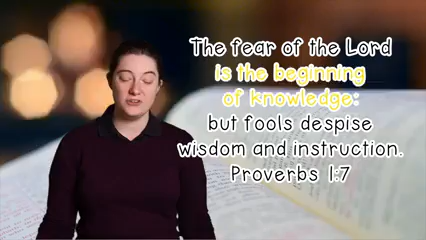 The fear of the Lord
is the beginning
of knowledge:
but fools despise
wisdom and instruction.
Proverbs 1:7